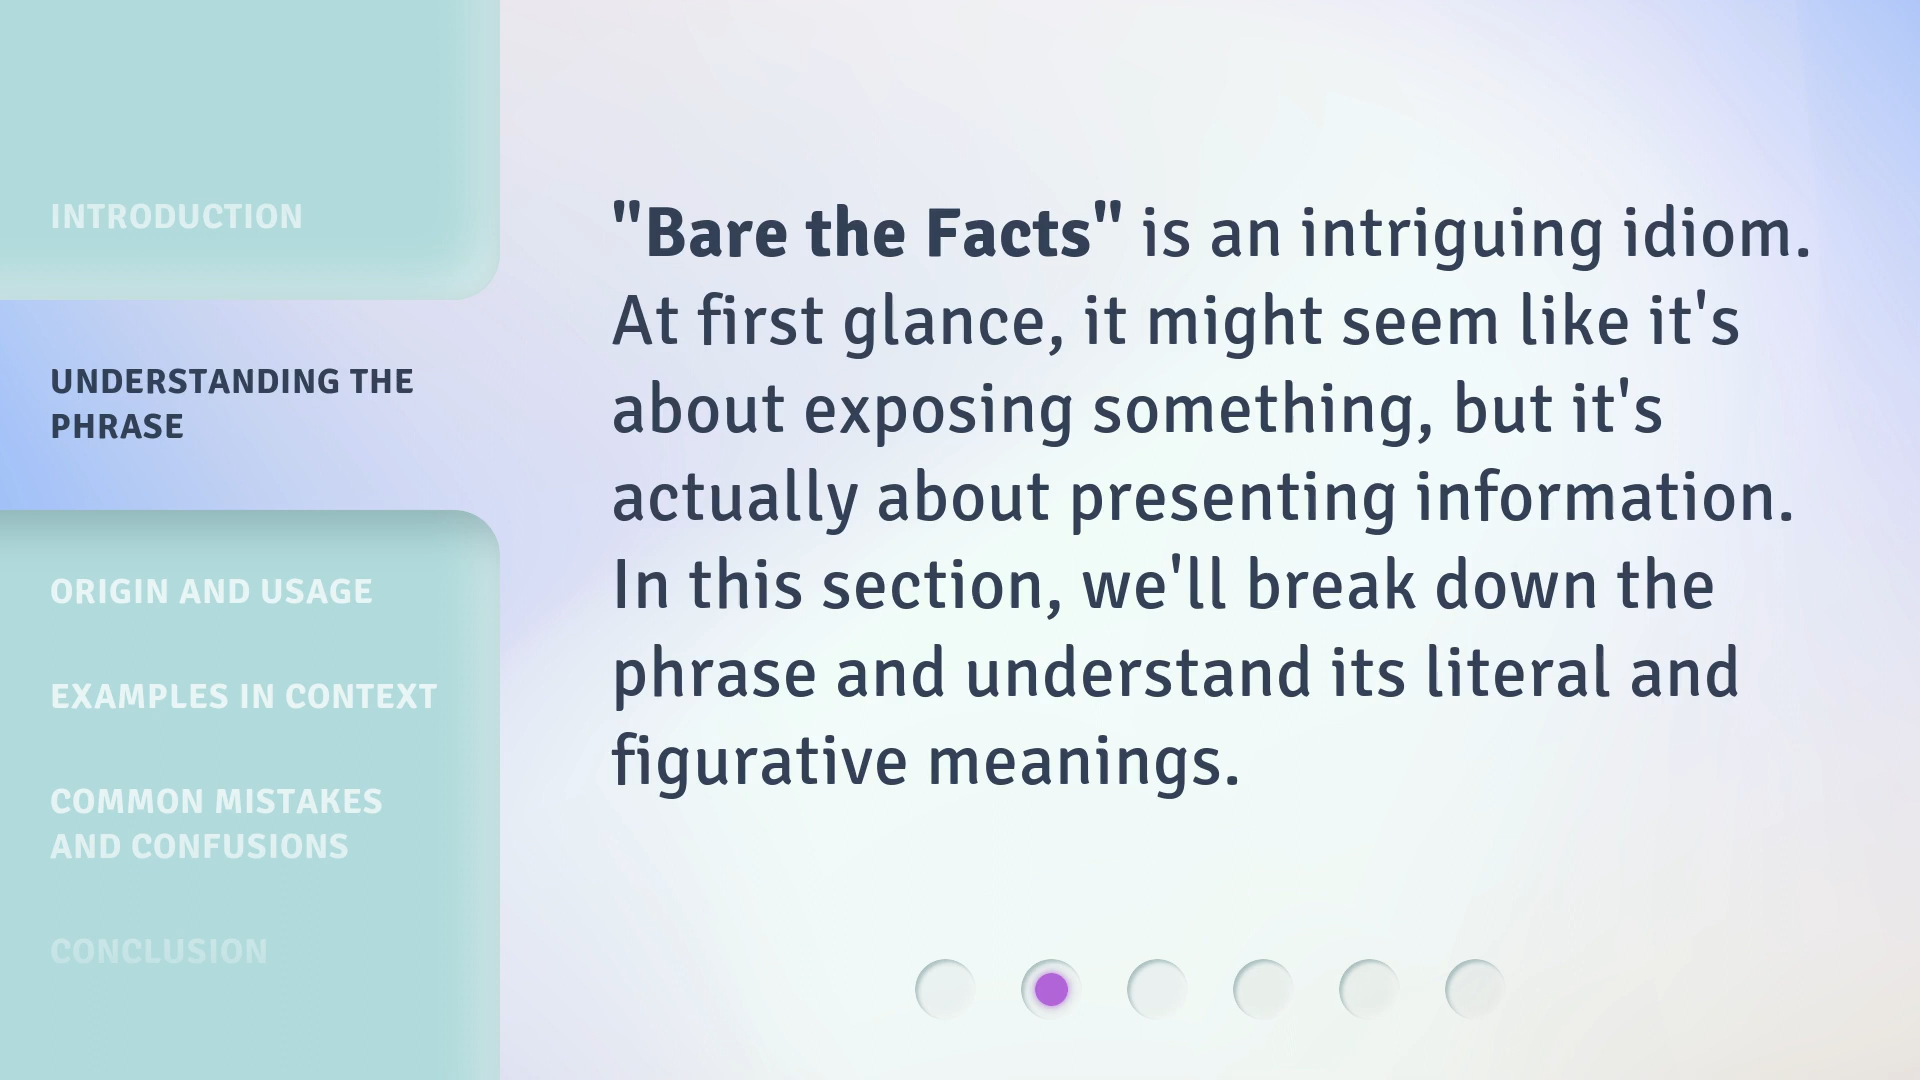 INTRODUCTION
UNDERSTANDING THE
PHRASE
ORIGIN AND USAGE
EXAMPLES IN CONTEXT
COMMON MISTAKES
AND CONFUSIONS
CONCLUSION
"Bare the Facts" is an intriguing idiom.
At first glance, it might seem like it's
about exposing something, but it's
actually about presenting information.
In this section, we'll break down the
phrase and understand its literal and
figurative meanings.